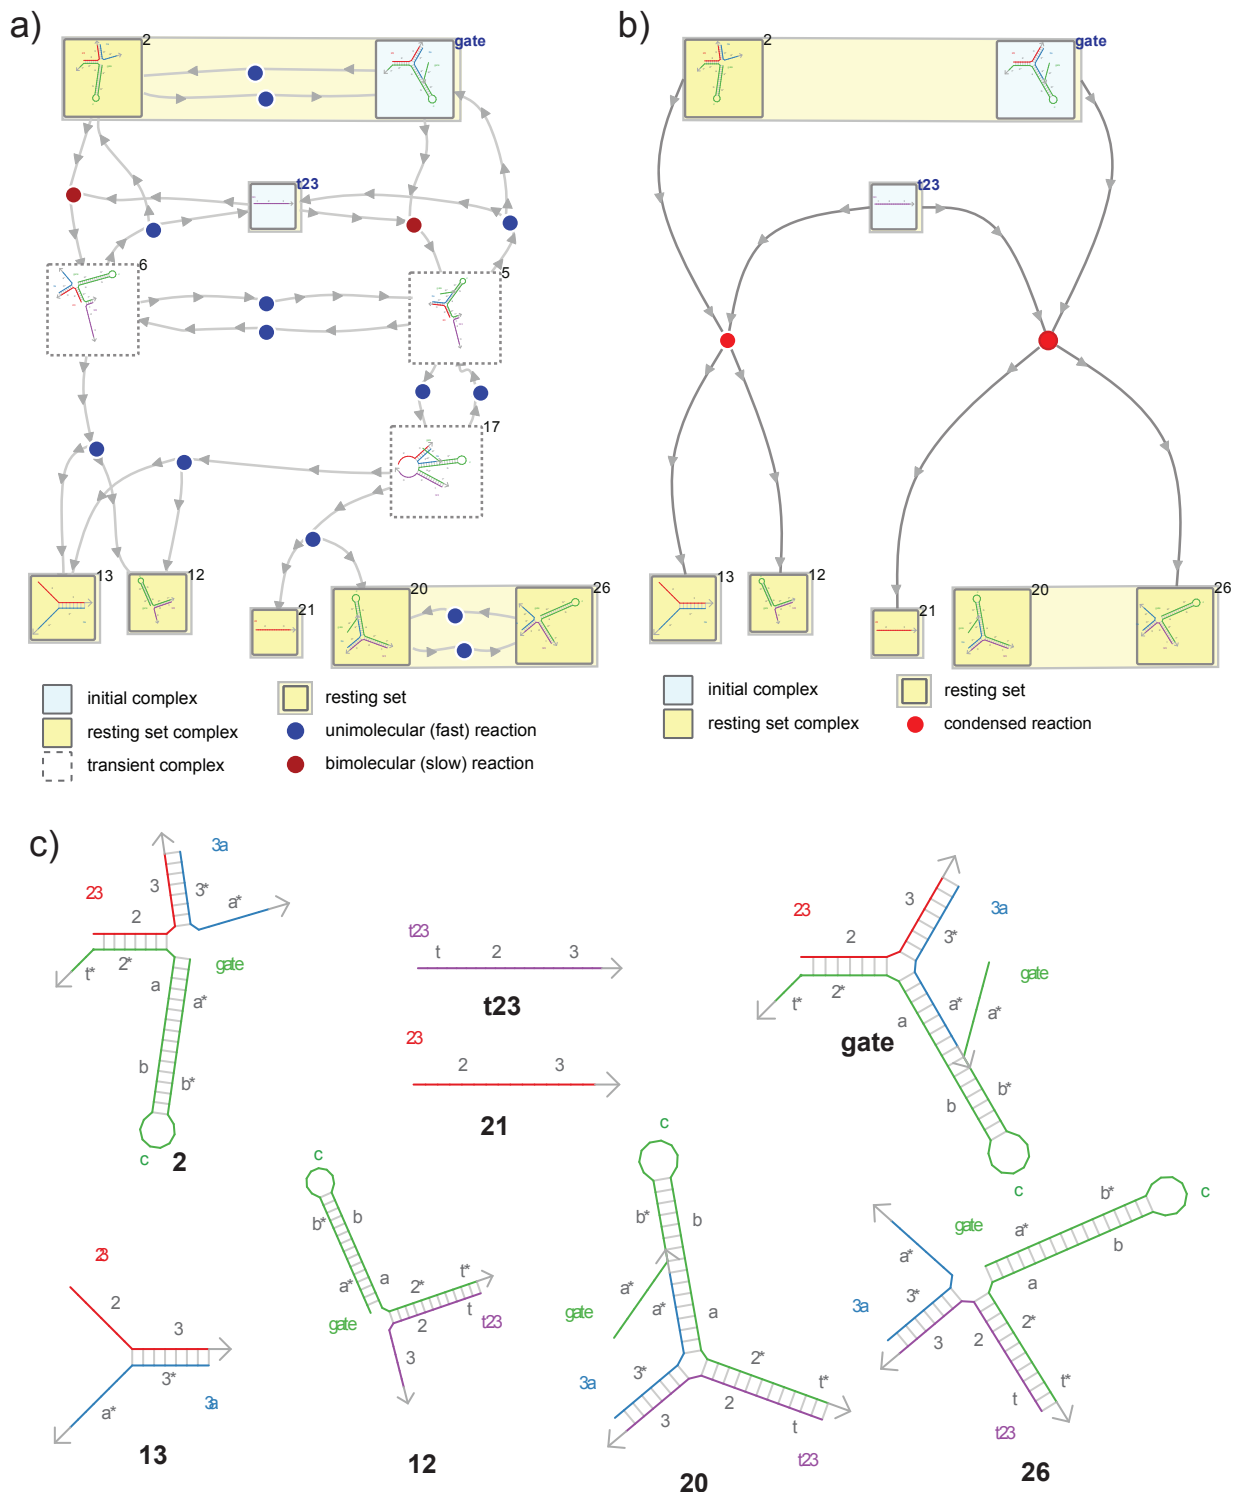 a)
2
gate
t23
6
5
17
13
12
21
20
26
initial complex
resting set complex
transient complex
resting set
unimolecular (fast) reaction
bimolecular (slow) reaction
b)
2
gate
t23
13
12
21
20
26
initial complex
resting set complex
resting set
condensed reaction
c)
3a
3
3*
a*
23
2
t*
2*
gate
a
a*
b
b*
c
2
t23
t 2 3
t23
23
2 3
21
3
3a
23
2
3*
gate
t*
2*
a
a*
a*
gate
b
b*
c
23
2
3
3*
a*
3a
13
c
b*
b
a*
a
2*
t*
gate
2
t
t23
3
12
c
b*
b
a*
gate
a*
a
3a
3*
2*
t*
3
2
t
t23
20
b*
c
gate
a*
b
a*
a
3a
3*
2*
3
2
t*
t
t23
26